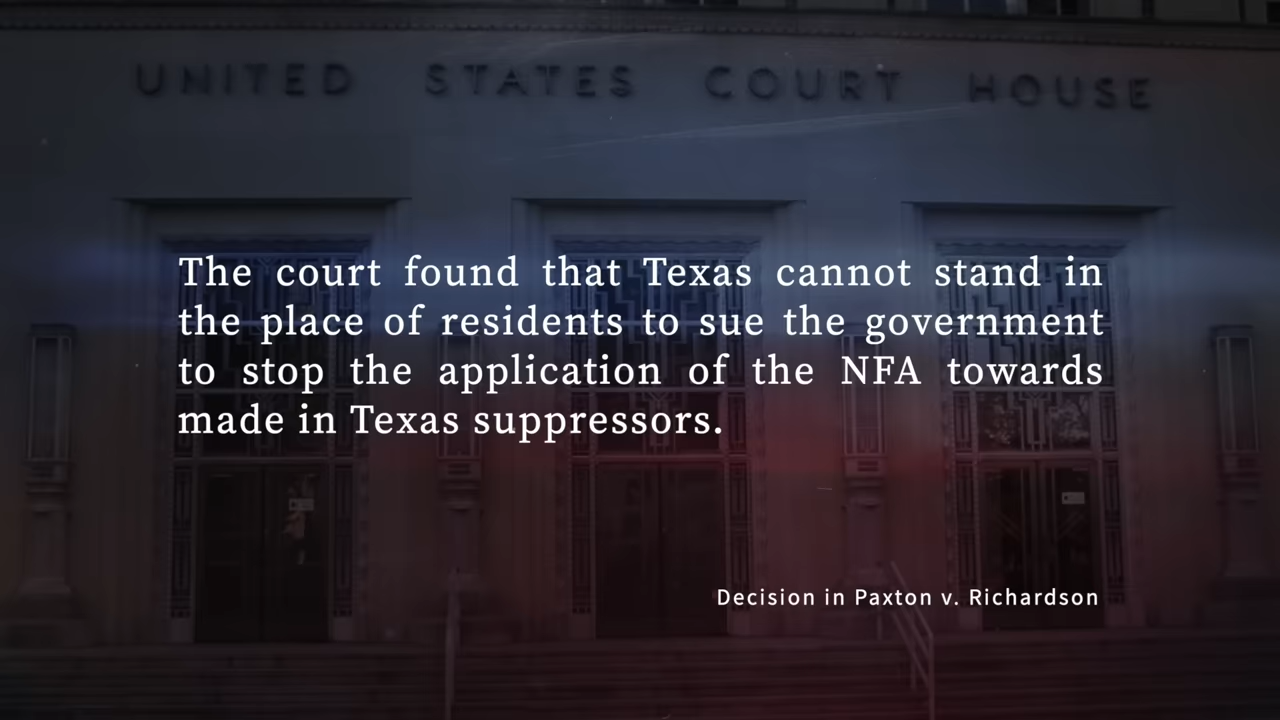 UNITED STATES COURT HOUSE
The court found that Texas cannot stand in
the place of residents to sue the government
to stop the application of the NFA towards
made in Texas suppressors.
Decision in Paxton v. Richardson